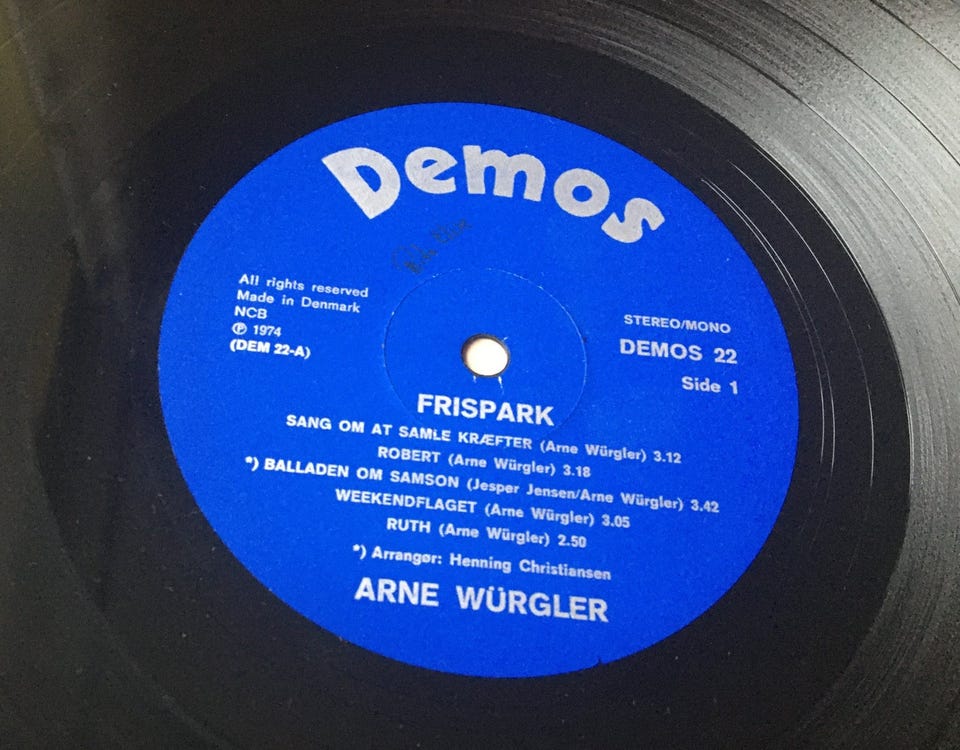 Demos
All rights reserved
Made in Denmark
NCB
℗ 1974
(DEM 22-A)
STEREO/MONO
DEMOS 22
Side 1
FRISPARK
SANG OM AT SAMLE KRÆFTER (Arne Würgler) 3.12
ROBERT (Arne Würgler) 3.18
*) BALLADEN OM SAMSON (Jesper Jensen/Arne Würgler) 3.42
WEEKENDFLAGET (Arne Würgler) 3.05
RUTH (Arne Würgler) 2.50
*) Arrangør: Henning Christiansen
ARNE WÜRGLER